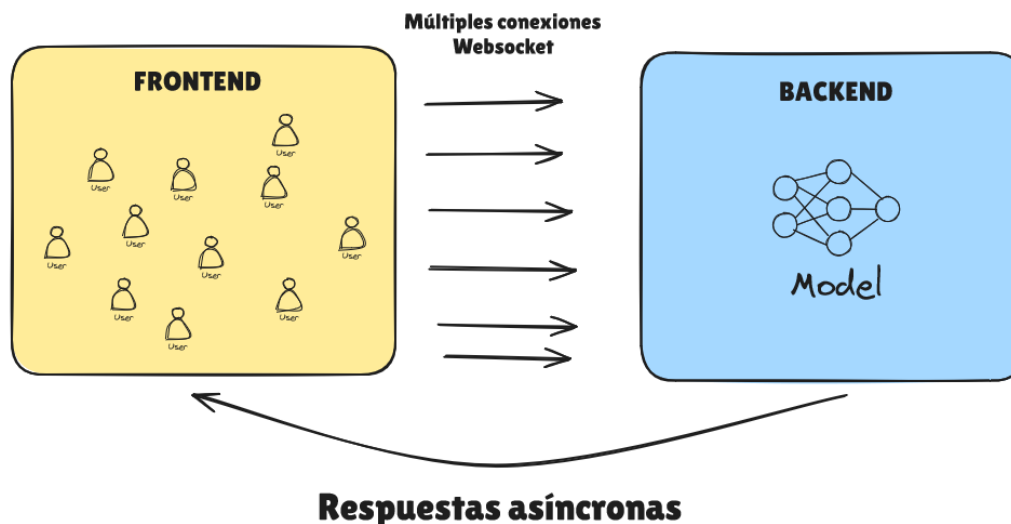 Múltiples conexiones
Websocket
FRONTEND
BACKEND
User
User
User
User
User
User
User
User
User
User
User
Model
Respuestas asíncronas